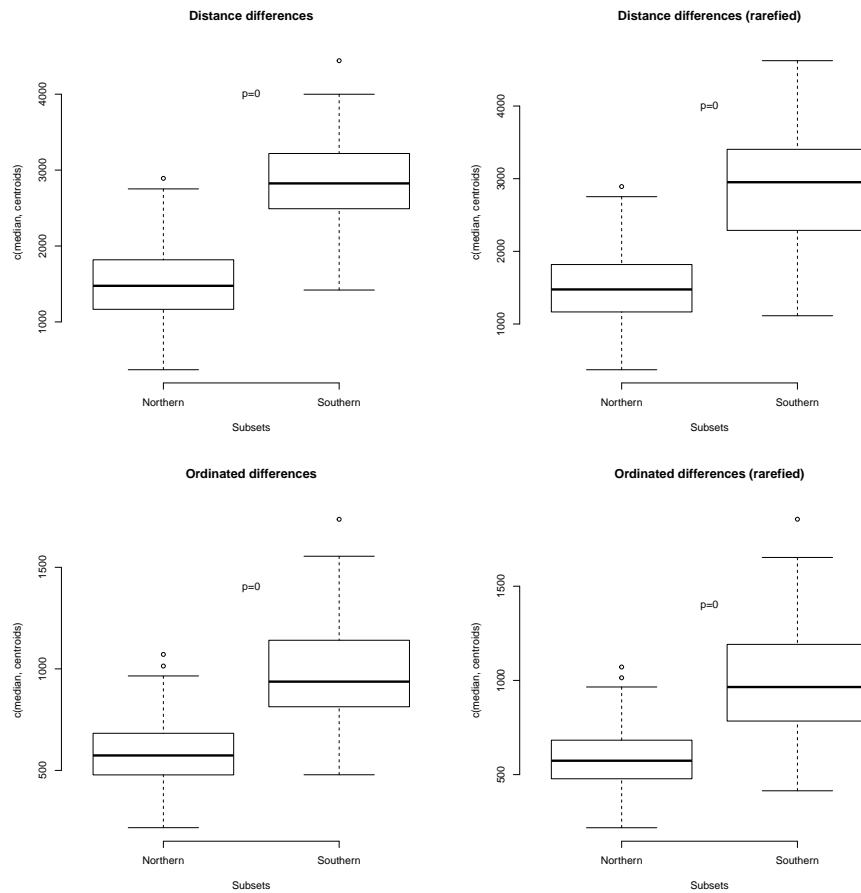 Distance differences
c(median, centroids)
4000
3000
2000
1000
p=0
Northern
Southern
Subsets
Distance differences (rarefied)
c(median, centroids)
4000
3000
2000
1000
p=0
Northern
Southern
Subsets
Ordinated differences
c(median, centroids)
1500
1000
500
p=0
Northern
Southern
Subsets
Ordinated differences (rarefied)
c(median, centroids)
1500
1000
500
p=0
Northern
Southern
Subsets